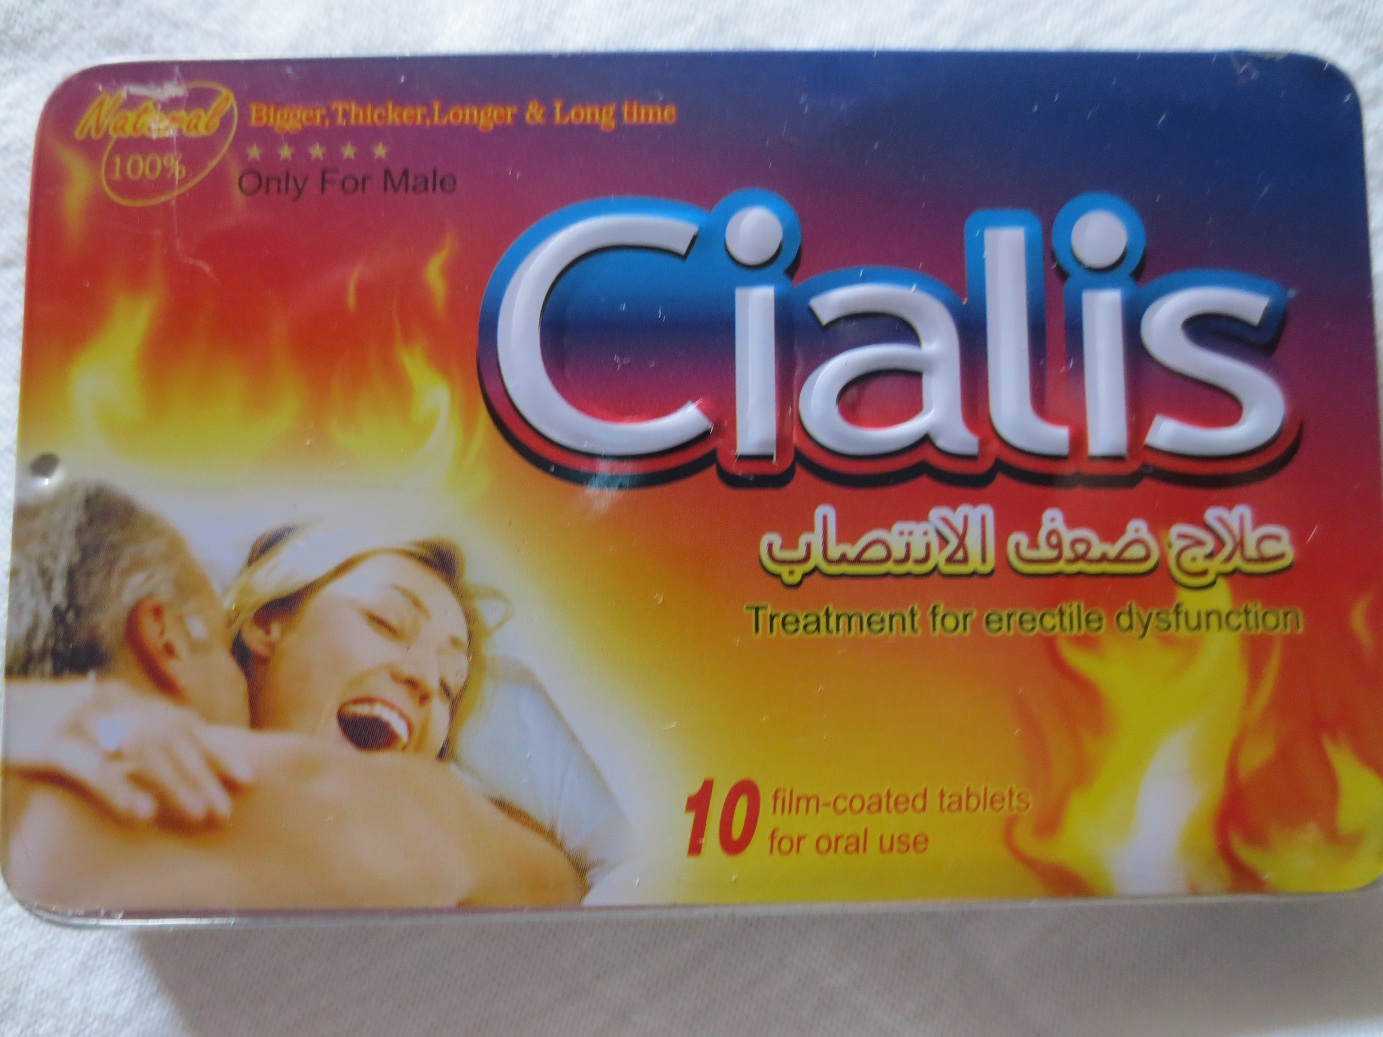 Natural
100%
Bigger,Thicker,Longer & Long time
Only For Male
Cialis
علاج ضعف الانتصاب
Treatment for erectile dysfunction
10 film-coated tablets
for oral use